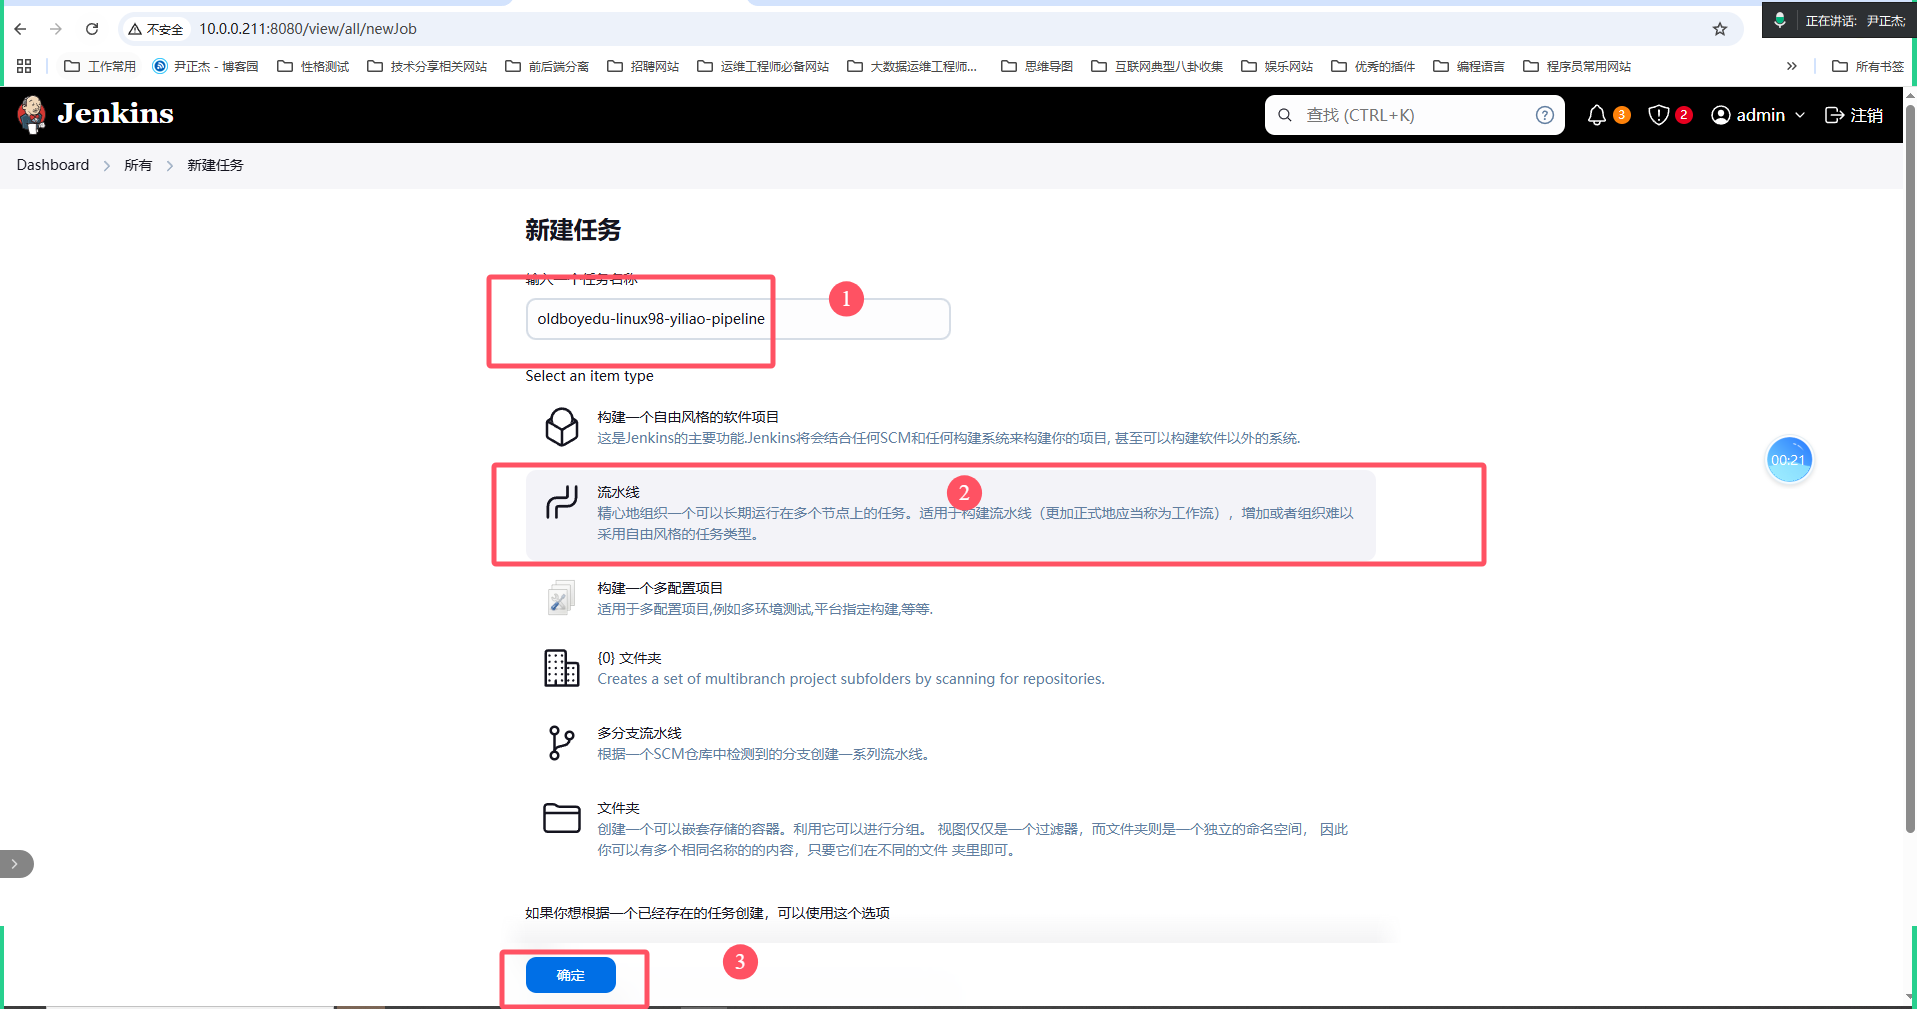 不安全 10.0.0.211:8080/view/all/newJob
正在讲话: 尹正杰;
工作常用 尹正杰 - 博客园 性格测试 技术分享相关网站 前后端分离 招聘网站 运维工程师必备网站 大数据运维工程师... 思维导图 互联网典型八卦收集 娱乐网站 优秀的插件 编程语言 程序员常用网站 » 所有书签
Jenkins 查找 (CTRL+K) ? 3 2 admin 注销
Dashboard 所有 新建任务
新建任务
输入一个任务名称
1
oldboyedu-linux98-yiliao-pipeline
Select an item type
构建一个自由风格的软件项目
这是Jenkins的主要功能.Jenkins将会结合任何SCM和任何构建系统来构建你的项目, 甚至可以构建软件以外的系统.
00:21
流水线
2
精心地组织一个可以长期运行在多个节点上的任务。适用于构建流水线（更加正式地应当称为工作流），增加或者组织难以
采用自由风格的任务类型。
构建一个多配置项目
适用于多配置项目,例如多环境测试,平台指定构建,等等.
{0} 文件夹
Creates a set of multibranch project subfolders by scanning for repositories.
多分支流水线
根据一个SCM仓库中检测到的分支创建一系列流水线。
文件夹
创建一个可以嵌套存储的容器。利用它可以进行分组。 视图仅仅是一个过滤器，而文件夹则是一个独立的命名空间， 因此
你可以有多个相同名称的的内容，只要它们在不同的文件 夹里即可。
如果你想根据一个已经存在的任务创建，可以使用这个选项
3
确定